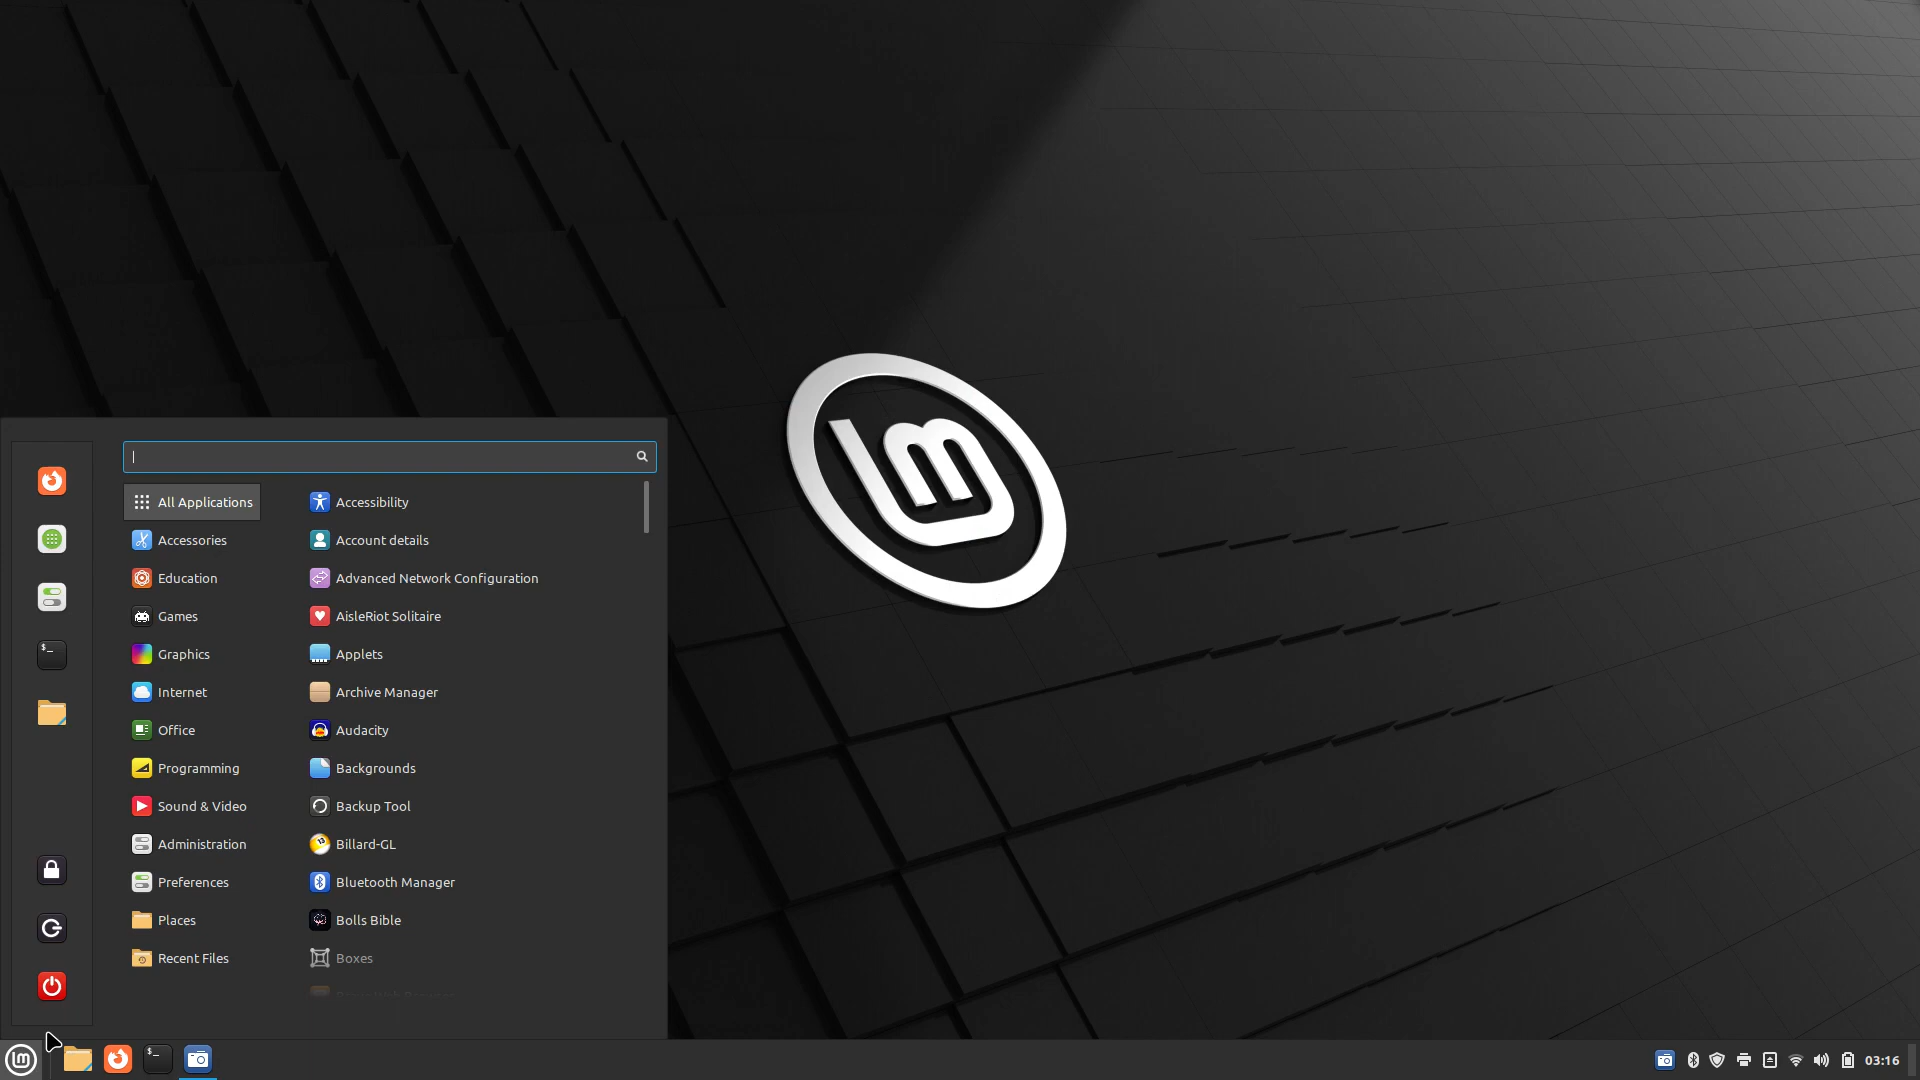 All Applications
Accessories
Education
Games
Graphics
Internet
Office
Programming
Sound & Video
Administration
Preferences
Places
Recent Files
Accessibility
Account details
Advanced Network Configuration
AisleRiot Solitaire
Applets
Archive Manager
Audacity
Backgrounds
Backup Tool
Billard-GL
Bluetooth Manager
Bolls Bible
Boxes
$_
$_
03:16